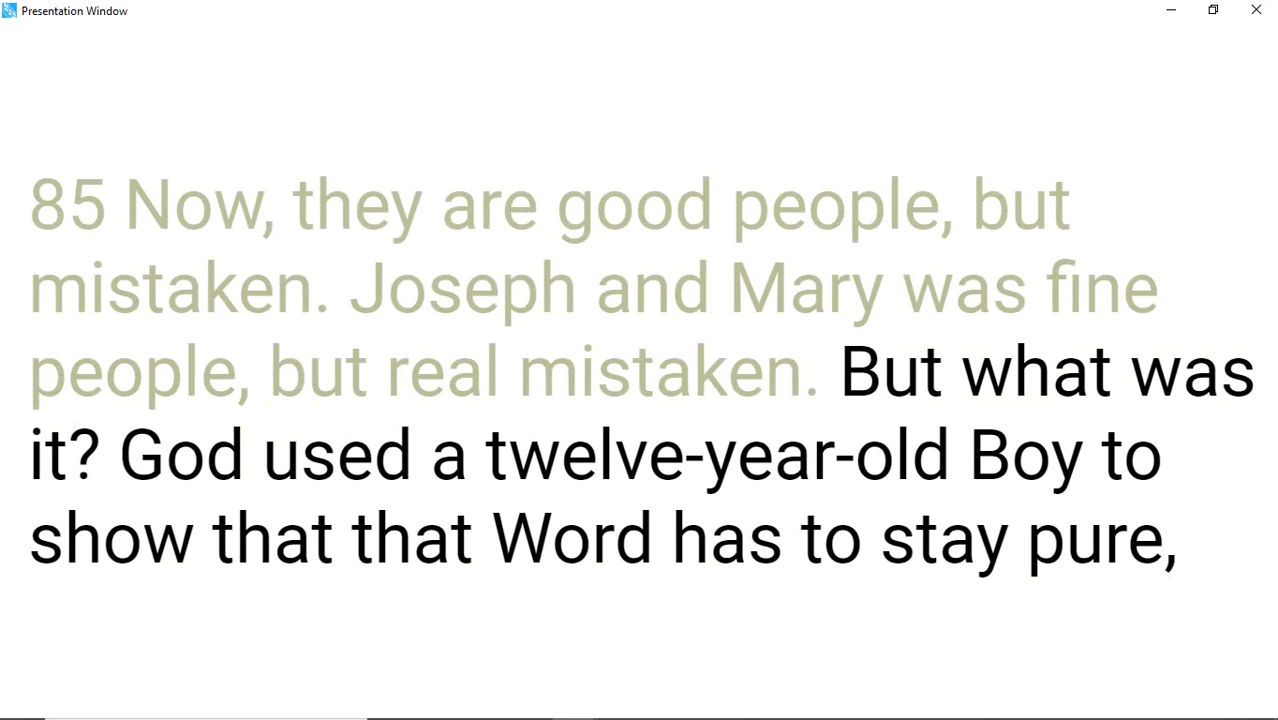 Presentation Window
85 Now, they are good people, but
mistaken. Joseph and Mary was fine
people, but real mistaken. But what was
it? God used a twelve-year-old Boy to
show that that Word has to stay pure,